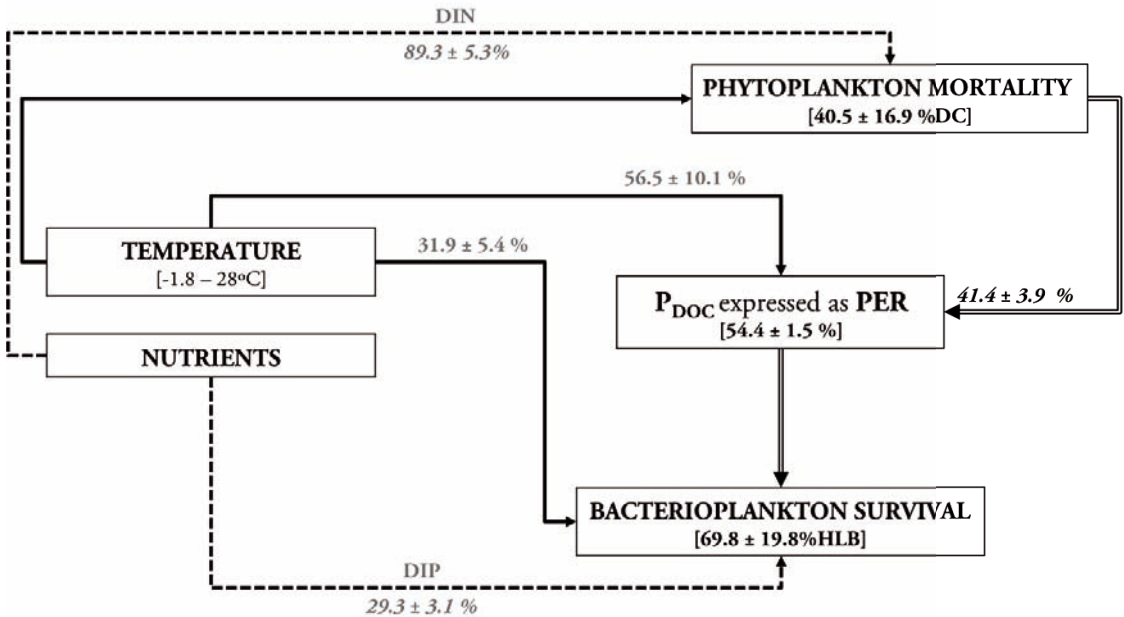 DIN
89.3 ± 5.3%
PHYTOPLANKTON MORTALITY
[40.5 ± 16.9 %DC]
56.5 ± 10.1 %
TEMPERATURE
[-1.8 – 28ºC]
31.9 ± 5.4 %
P_DOC expressed as PER
[54.4 ± 1.5 %]
41.4 ± 3.9 %
NUTRIENTS
BACTERIOPLANKTON SURVIVAL
[69.8 ± 19.8%HLB]
DIP
29.3 ± 3.1 %